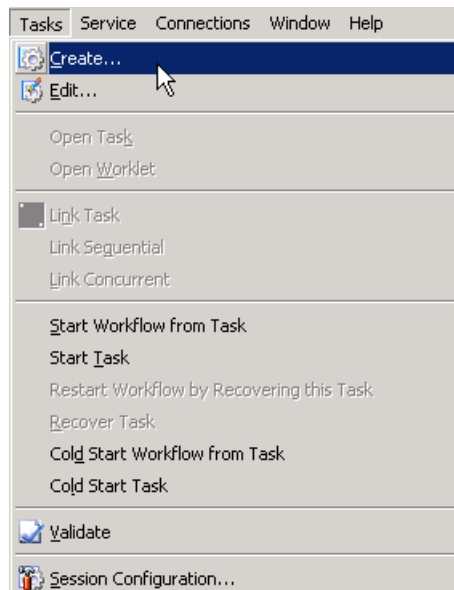 Tasks Service Connections Window Help
Create...
Edit...
Open Task
Open Worklet
Link Task
Link Sequential
Link Concurrent
Start Workflow from Task
Start Task
Restart Workflow by Recovering this Task
Recover Task
Cold Start Workflow from Task
Cold Start Task
Validate
Session Configuration...